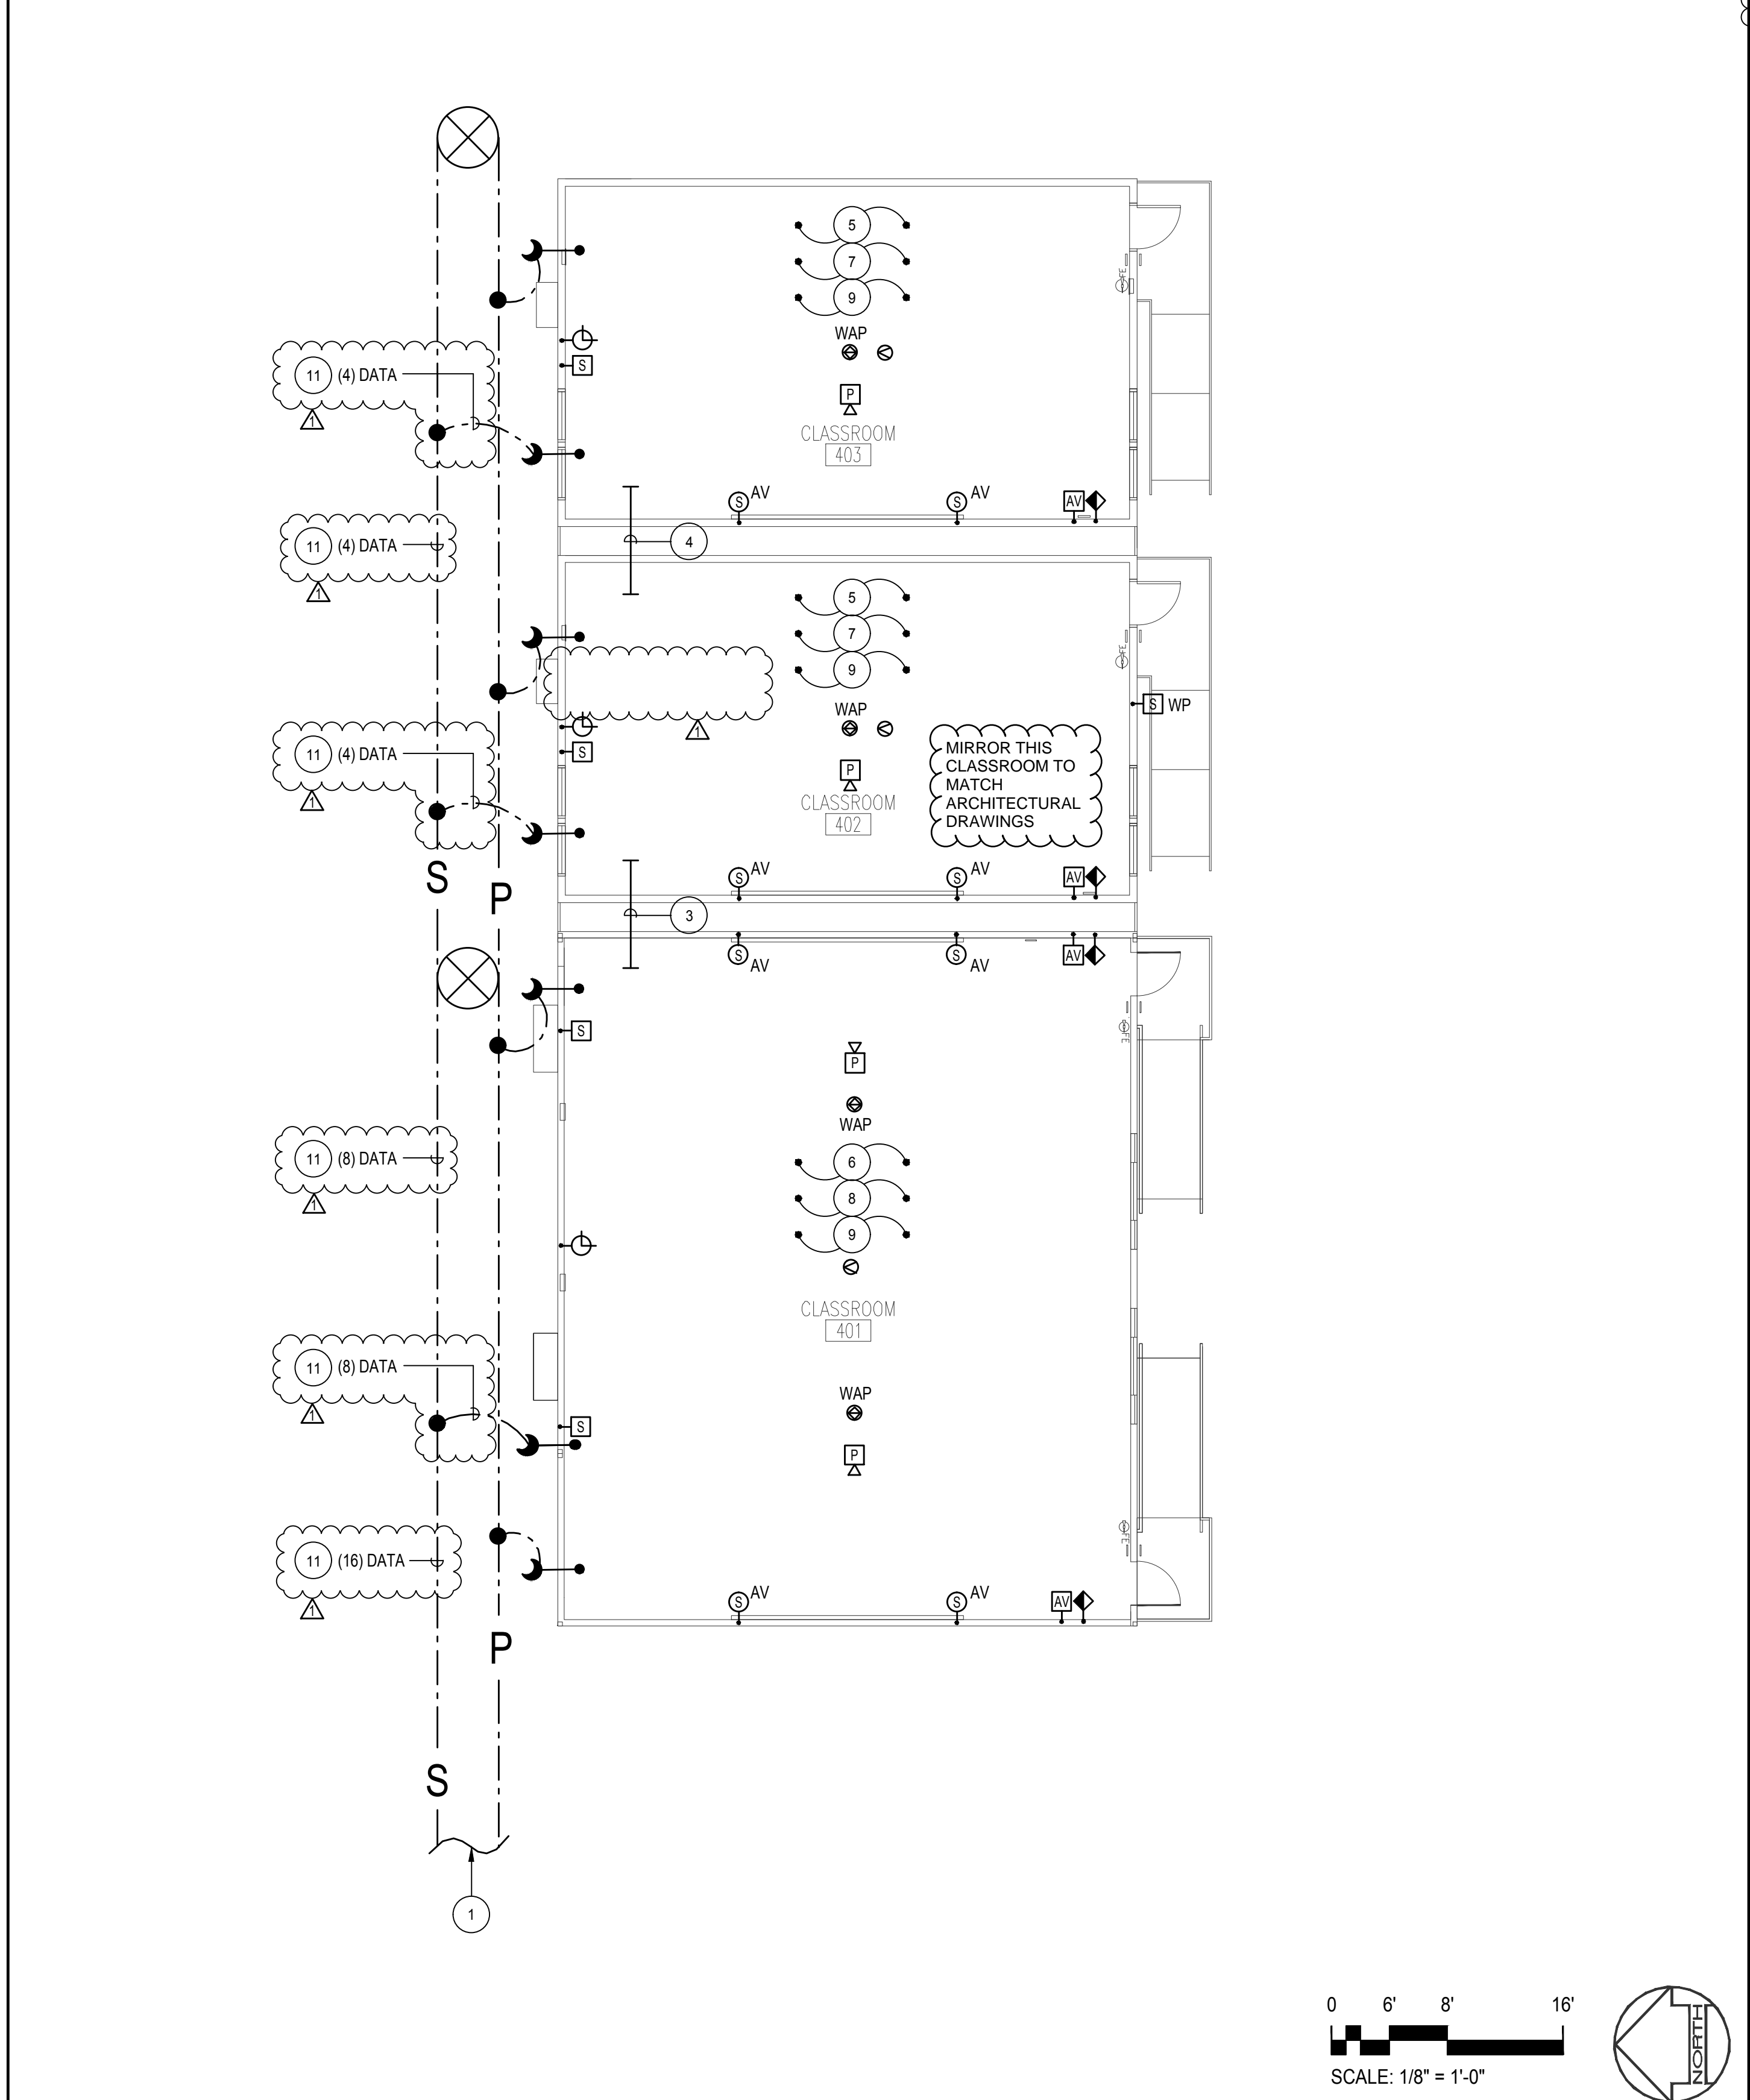 5
7
9
WAP
S
P
CLASSROOM
403
FE
11 (4) DATA
1
S AV
S AV
AV
11 (4) DATA
1
4
5
7
9
WAP
S
P
CLASSROOM
402
FE
S WP
1
MIRROR THIS
CLASSROOM TO
MATCH
ARCHITECTURAL
DRAWINGS
11 (4) DATA
1
S
P
S AV
S AV
AV
3
S AV
S AV
AV
S
FE
P
WAP
11 (8) DATA
1
6
8
9
CLASSROOM
401
11 (8) DATA
1
WAP
S
P
FE
11 (16) DATA
1
S AV
S AV
AV
P
S
1
0 6' 8' 16'
SCALE: 1/8" = 1'-0"
NORTH